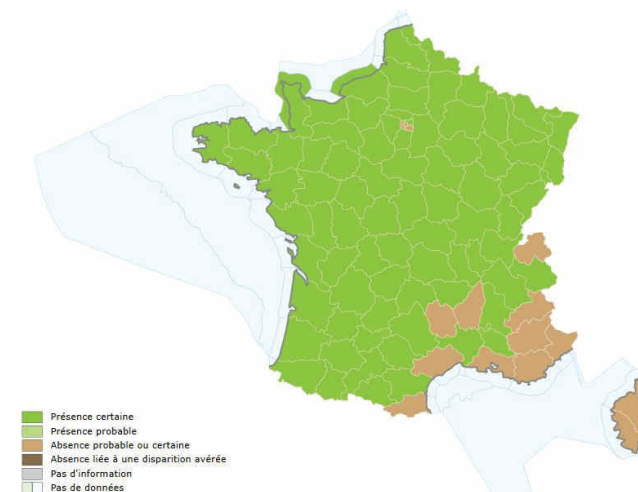 Présence certaine
Présence probable
Absence probable ou certaine
Absence liée à une disparition avérée
Pas d'information
Pas de données